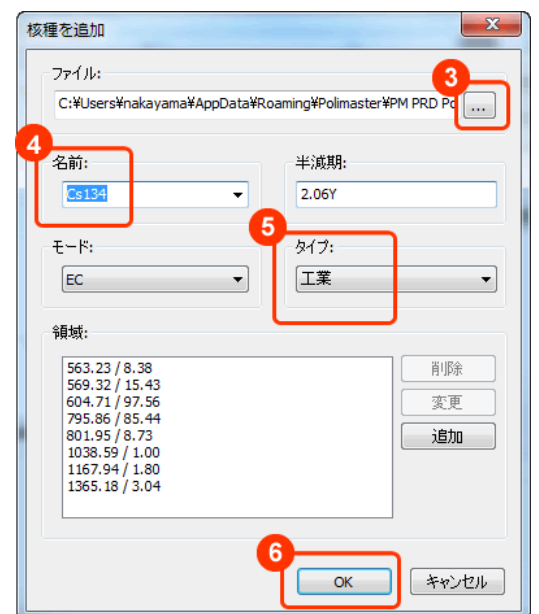 核種を追加
ファイル:
3
C:¥Users¥nakayama¥AppData¥Roaming¥Polimaster¥PM PRD Po
...
4
名前:
半減期:
Cs134
2.06Y
5
モード:
タイプ:
EC
工業
領域:
563.23 / 8.38
569.32 / 15.43
604.71 / 97.56
795.86 / 85.44
801.95 / 8.73
1038.59 / 1.00
1167.94 / 1.80
1365.18 / 3.04
削除
変更
追加
6
OK
キャンセル